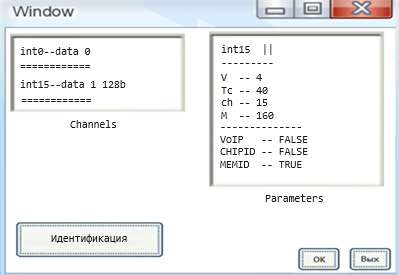 Window
int0--data 0
============
int15--data 1 128b
============
Channels
int15 ||
---------
V -- 4
Tc -- 40
ch -- 15
M -- 160
--------------
VoIP -- FALSE
CHIPID -- FALSE
MEMID -- TRUE
Parameters
Идентификация
OK
Вых